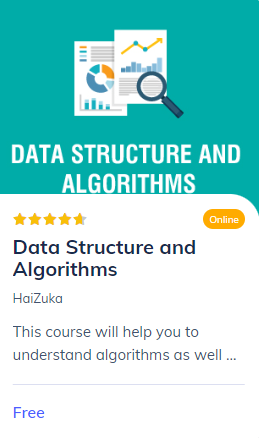 DATA STRUCTURE AND
ALGORITHMS
Online
Data Structure and
Algorithms
HaiZuka
This course will help you to
understand algorithms as well ...
Free